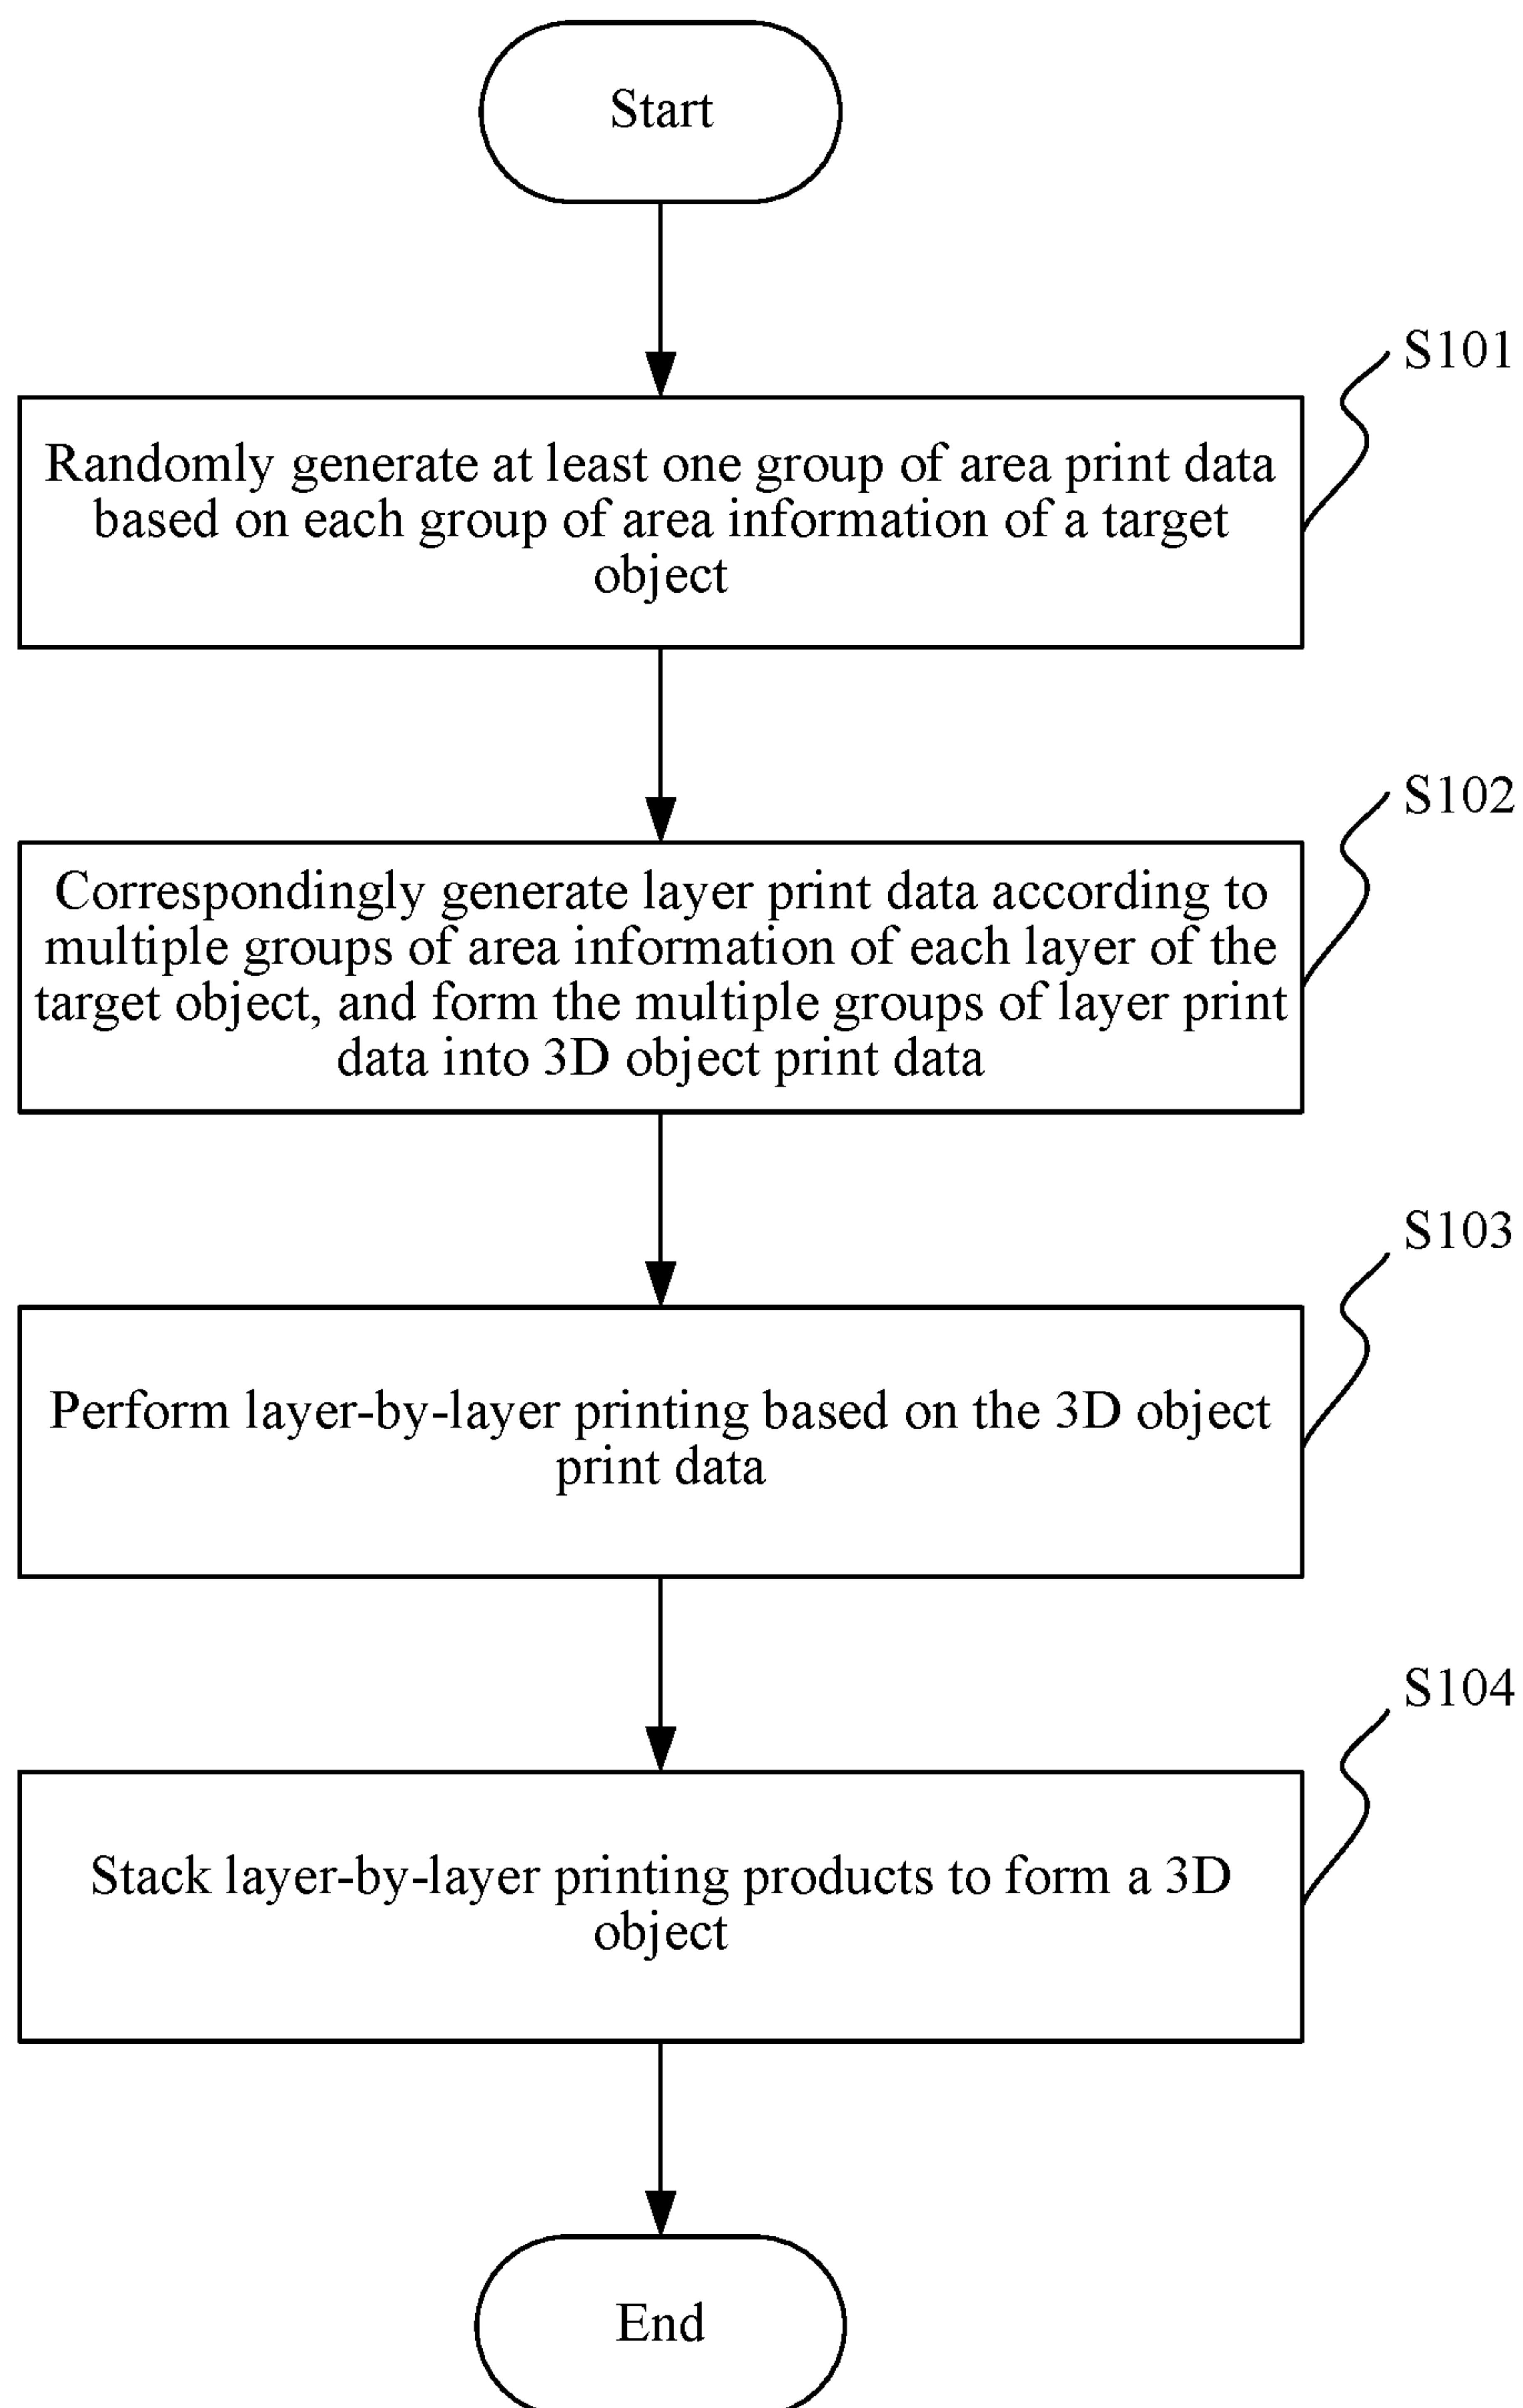 Start
S101
Randomly generate at least one group of area print data
based on each group of area information of a target
object
S102
Correspondingly generate layer print data according to
multiple groups of area information of each layer of the
target object, and form the multiple groups of layer print
data into 3D object print data
S103
Perform layer-by-layer printing based on the 3D object
print data
S104
Stack layer-by-layer printing products to form a 3D
object
End